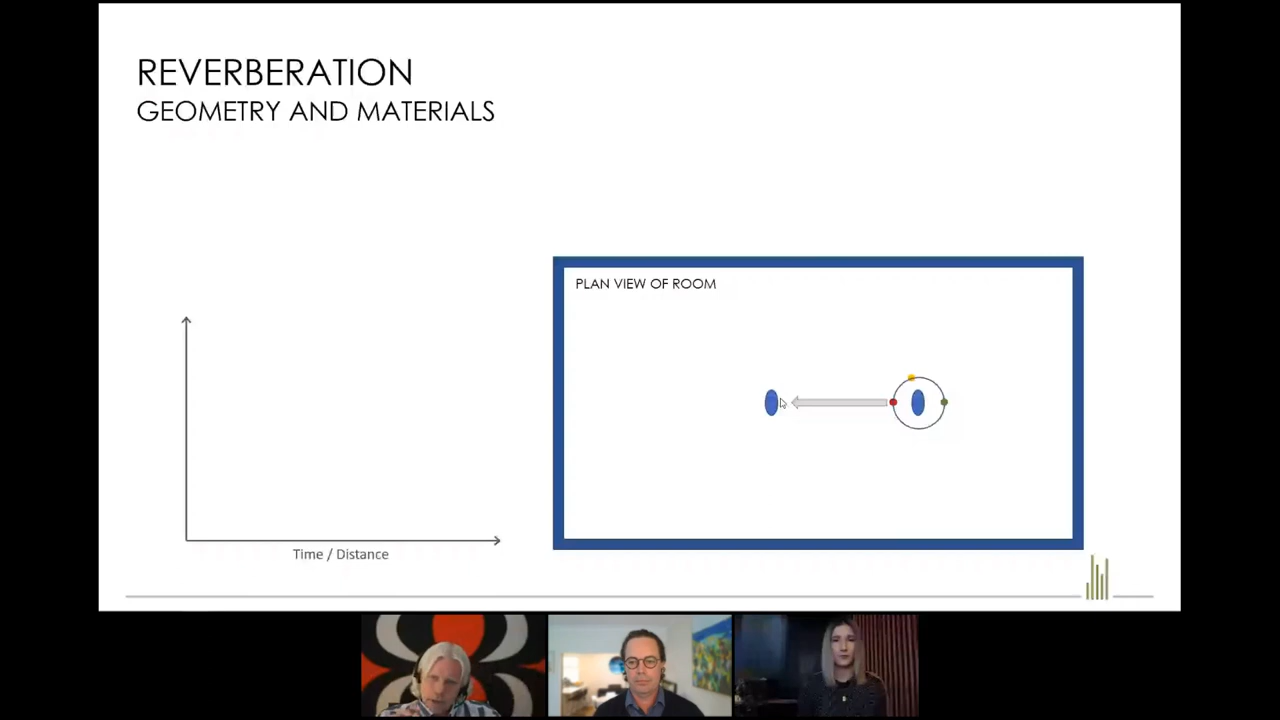 REVERBERATION
GEOMETRY AND MATERIALS
PLAN VIEW OF ROOM
Time / Distance